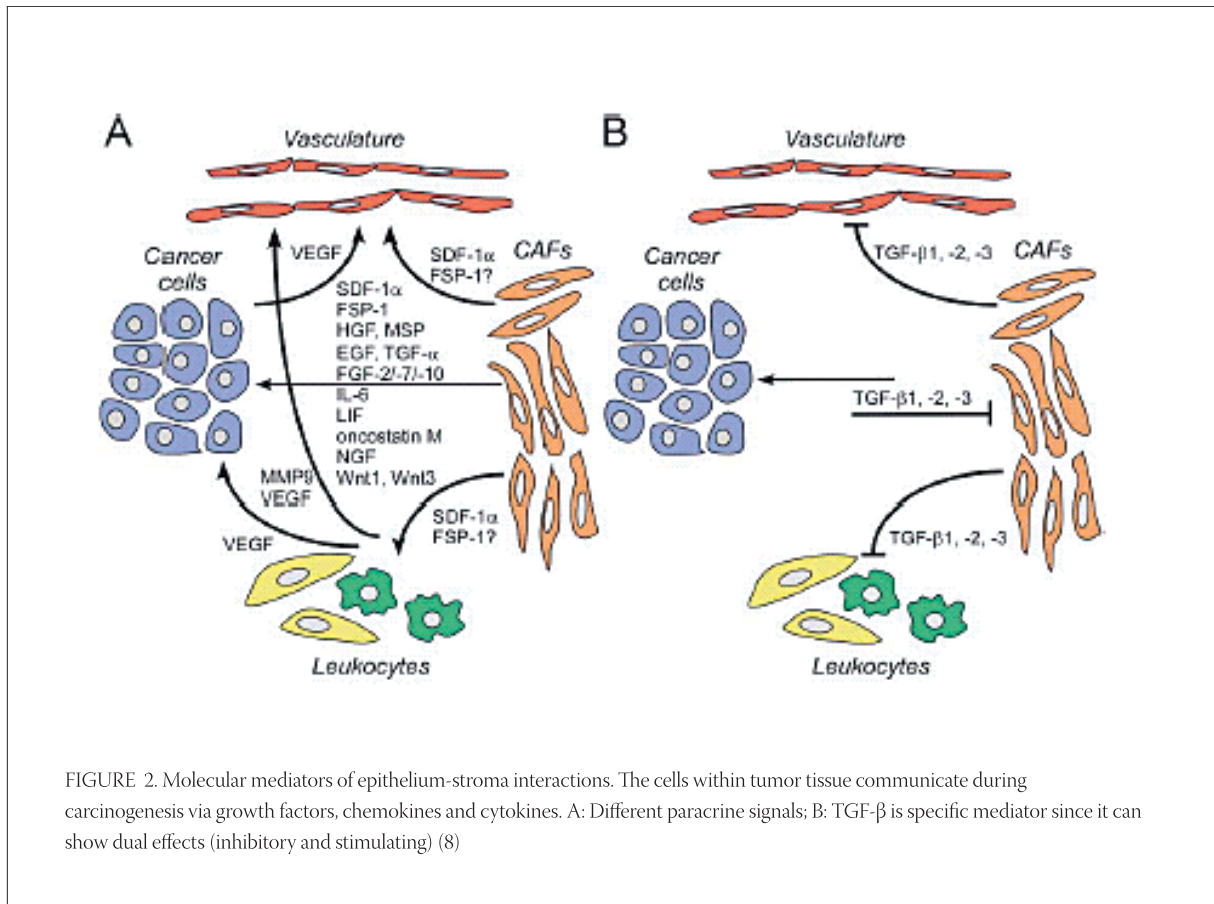 A
Vasculature
VEGF
SDF-1α
FSP-1?
CAFs
Cancer
cells
SDF-1α
FSP-1
HGF, MSP
EGF, TGF-α
FGF-2/-7/-10
IL-6
LIF
oncostatin M
NGF
Wnt1, Wnt3
MMP9
VEGF
VEGF
SDF-1α
FSP-1?
Leukocytes
B
Vasculature
TGF-β1, -2, -3
CAFs
Cancer
cells
TGF-β1, -2, -3
TGF-β1, -2, -3
Leukocytes
FIGURE 2. Molecular mediators of epithelium-stroma interactions. The cells within tumor tissue communicate during
carcinogenesis via growth factors, chemokines and cytokines. A: Different paracrine signals; B: TGF-β is specific mediator since it can
show dual effects (inhibitory and stimulating) (8)